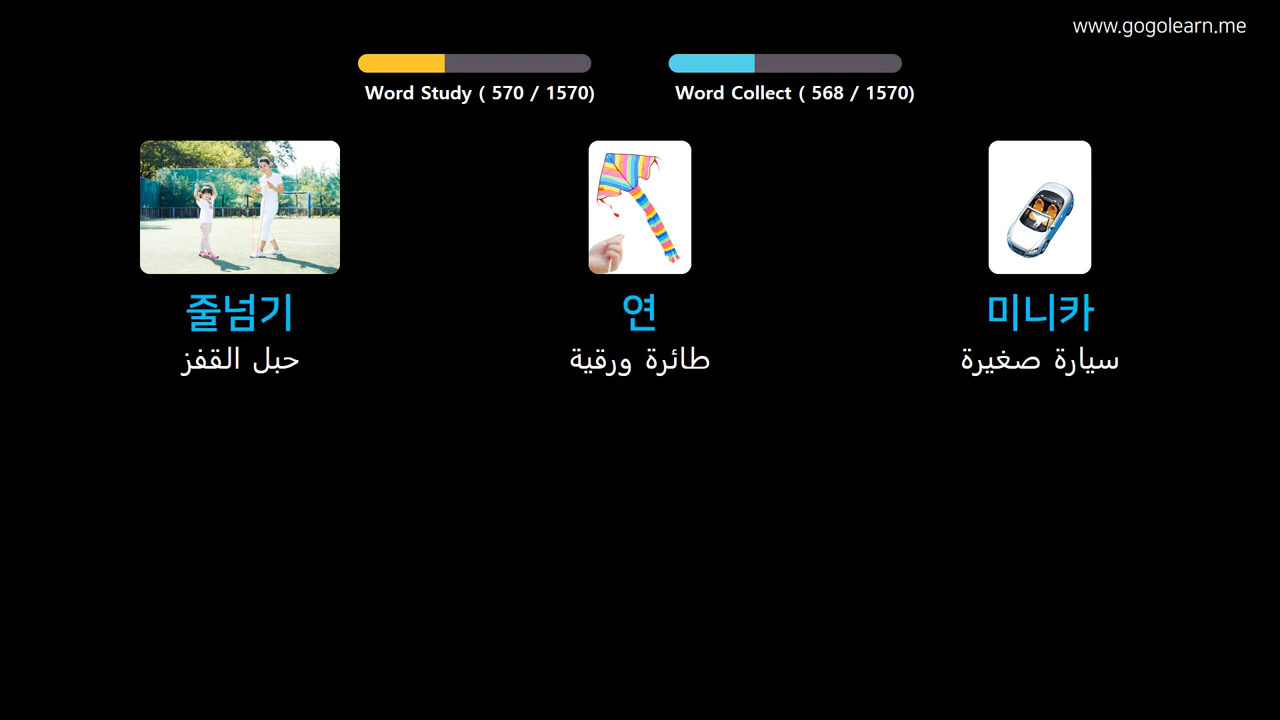 www.gogolearn.me
Word Study ( 570 / 1570)
Word Collect ( 568 / 1570)
줄넘기
연
미니카
حبل القفز
طائرة ورقية
سيارة صغيرة